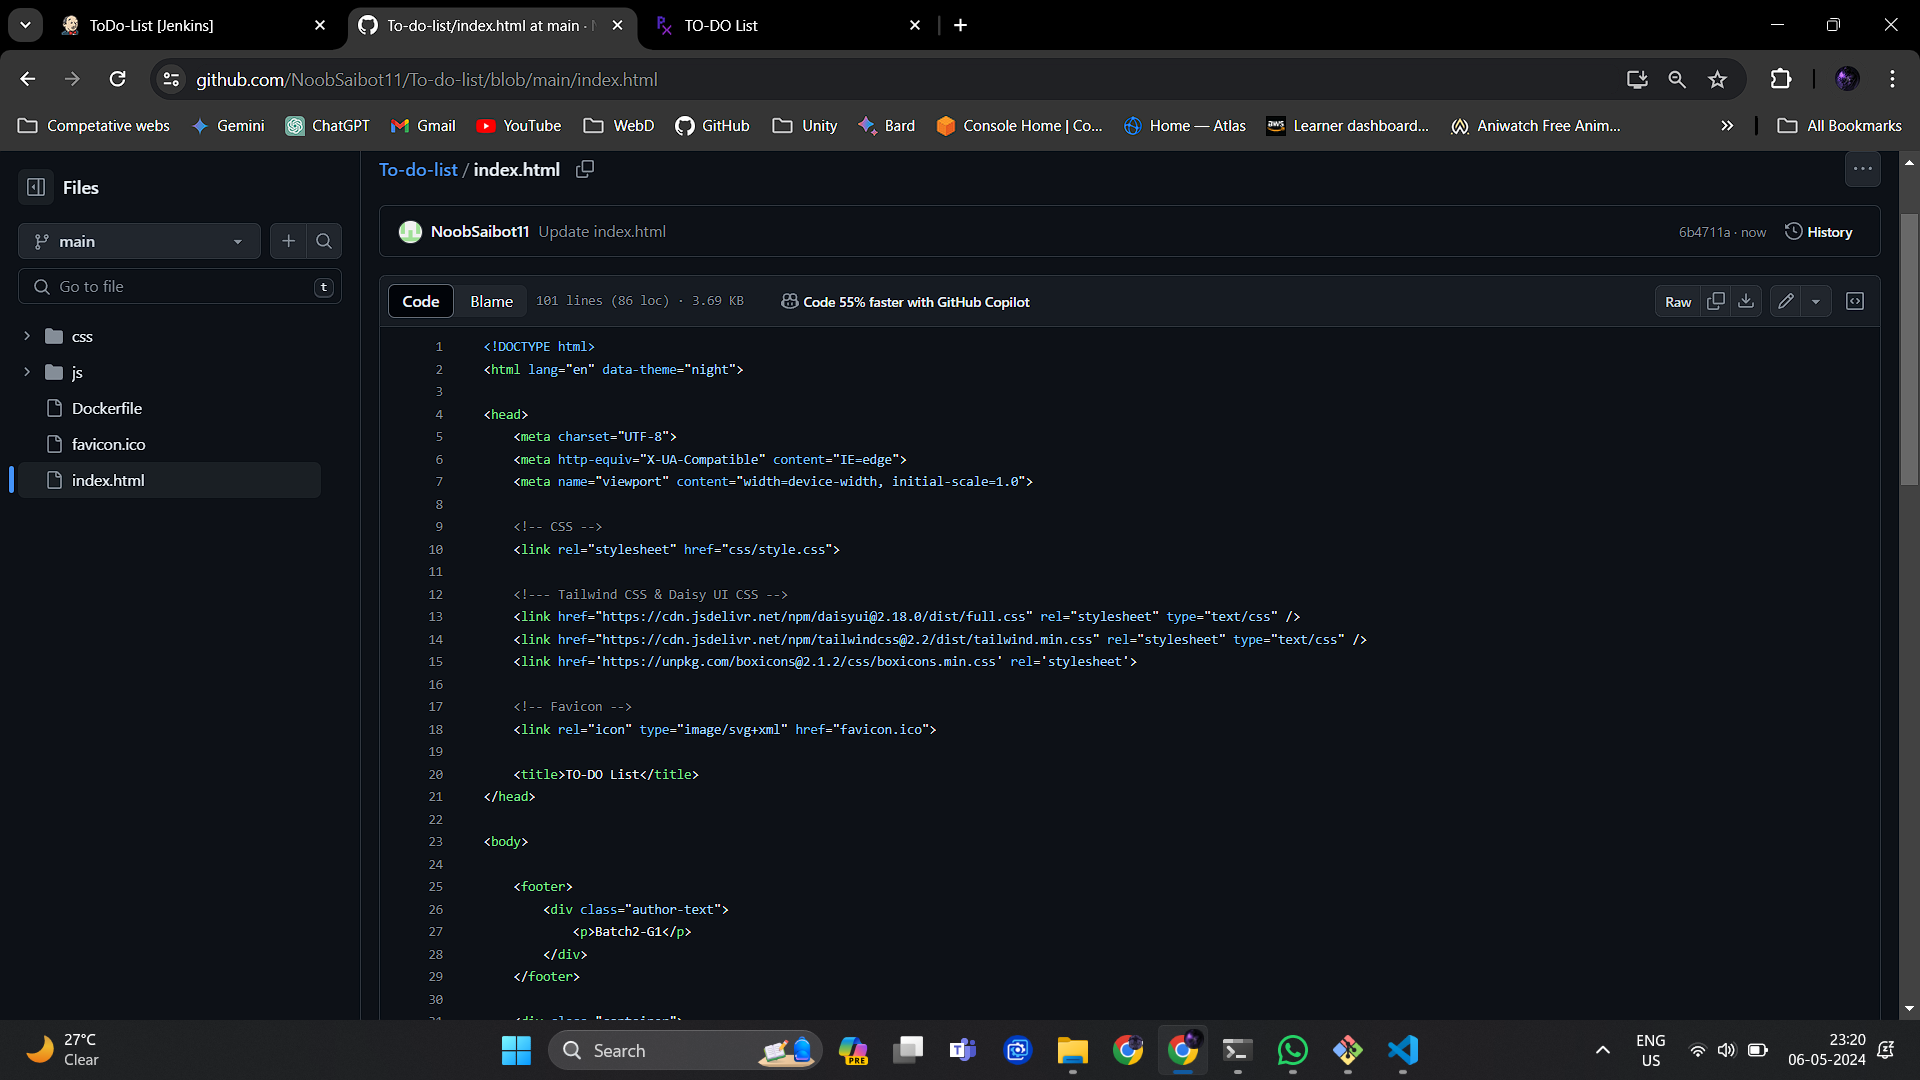 ToDo-List [Jenkins]
To-do-list/index.html at main ·
TO-DO List
github.com/NoobSaibot11/To-do-list/blob/main/index.html
Competative webs
Gemini
ChatGPT
Gmail
YouTube
WebD
GitHub
Unity
Bard
Console Home | Co...
Home — Atlas
aws
Learner dashboard...
Aniwatch Free Anim...
All Bookmarks
Files
main
Go to file
t
css
js
Dockerfile
favicon.ico
index.html
To-do-list / index.html
NoobSaibot11 Update index.html
6b4711a · now
History
Code
Blame
101 lines (86 loc) · 3.69 KB
Code 55% faster with GitHub Copilot
Raw
1 <!DOCTYPE html>
2 <html lang="en" data-theme="night">
3
4 <head>
5 <meta charset="UTF-8">
6 <meta http-equiv="X-UA-Compatible" content="IE=edge">
7 <meta name="viewport" content="width=device-width, initial-scale=1.0">
8
9 <!-- CSS -->
10 <link rel="stylesheet" href="css/style.css">
11
12 <!--- Tailwind CSS & Daisy UI CSS -->
13 <link href="https://cdn.jsdelivr.net/npm/daisyui@2.18.0/dist/full.css" rel="stylesheet" type="text/css" />
14 <link href="https://cdn.jsdelivr.net/npm/tailwindcss@2.2/dist/tailwind.min.css" rel="stylesheet" type="text/css" />
15 <link href='https://unpkg.com/boxicons@2.1.2/css/boxicons.min.css' rel='stylesheet'>
16
17 <!-- Favicon -->
18 <link rel="icon" type="image/svg+xml" href="favicon.ico">
19
20 <title>TO-DO List</title>
21 </head>
22
23 <body>
24
25 <footer>
26 <div class="author-text">
27 <p>Batch2-G1</p>
28 </div>
29 </footer>
30
27°C
Clear
Search
PRE
ENG
US
23:20
06-05-2024